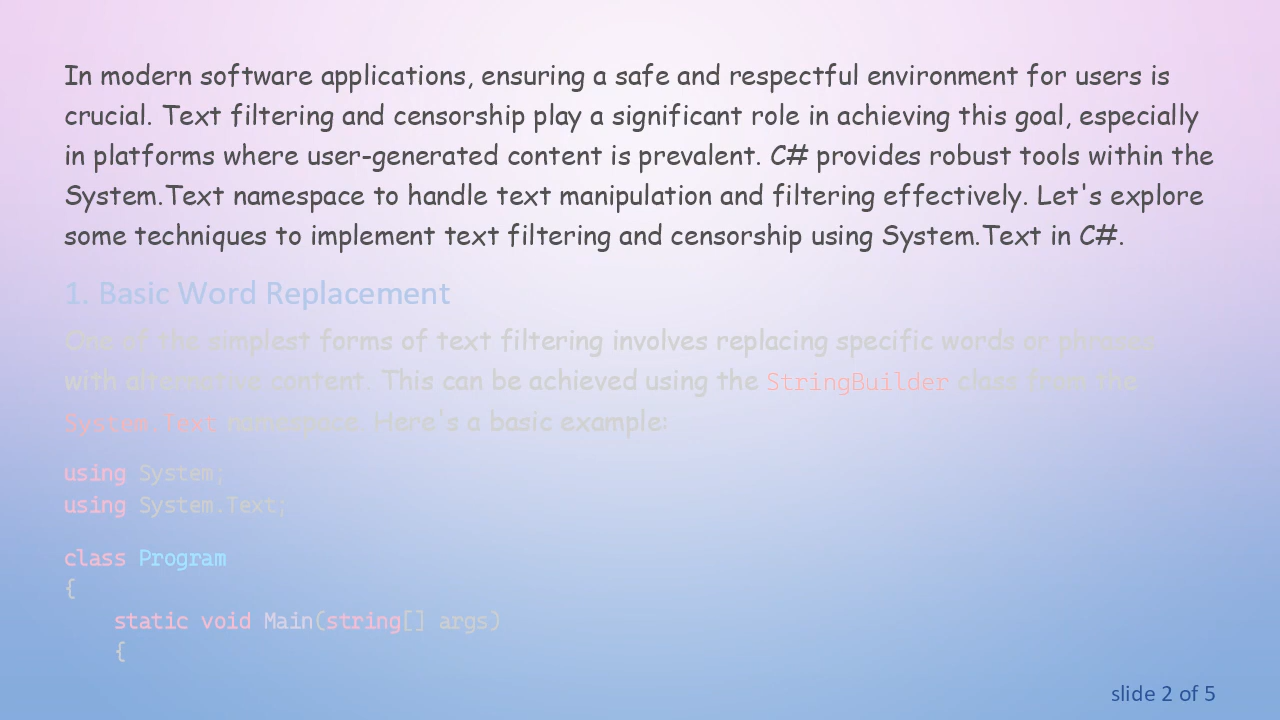 In modern software applications, ensuring a safe and respectful environment for users is
crucial. Text filtering and censorship play a significant role in achieving this goal, especially
in platforms where user-generated content is prevalent. C# provides robust tools within the
System.Text namespace to handle text manipulation and filtering effectively. Let's explore
some techniques to implement text filtering and censorship using System.Text in C#.
1. Basic Word Replacement
One of the simplest forms of text filtering involves replacing specific words or phrases
with alternative content. This can be achieved using the StringBuilder class from the
System.Text namespace. Here's a basic example:
using System;
using System.Text;
class Program
{
    static void Main(string[] args)
    {
slide 2 of 5